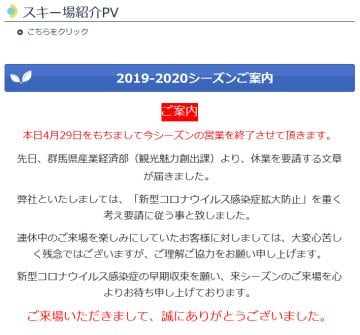 スキー場紹介PV
こちらをクリック
2019-2020シーズンご案内
ご案内
本日4月29日をもちまして今シーズンの営業を終了させて頂きます。
先日、群馬県産業経済部（観光魅力創出課）より、休業を要請する文章
が届きました。
弊社といたしましては、「新型コロナウイルス感染症拡大防止」を重く
考え要請に従う事と致しました。
連休中のご来場を楽しみにしていたお客様に対しましては、大変心苦し
く残念ではございますが、ご理解ご協力をお願い申し上げます。
新型コロナウイルス感染症の早期収束を願い、来シーズンのご来場を心
よりお待ち申し上げております。
ご来場いただきまして、誠にありがとうございました。